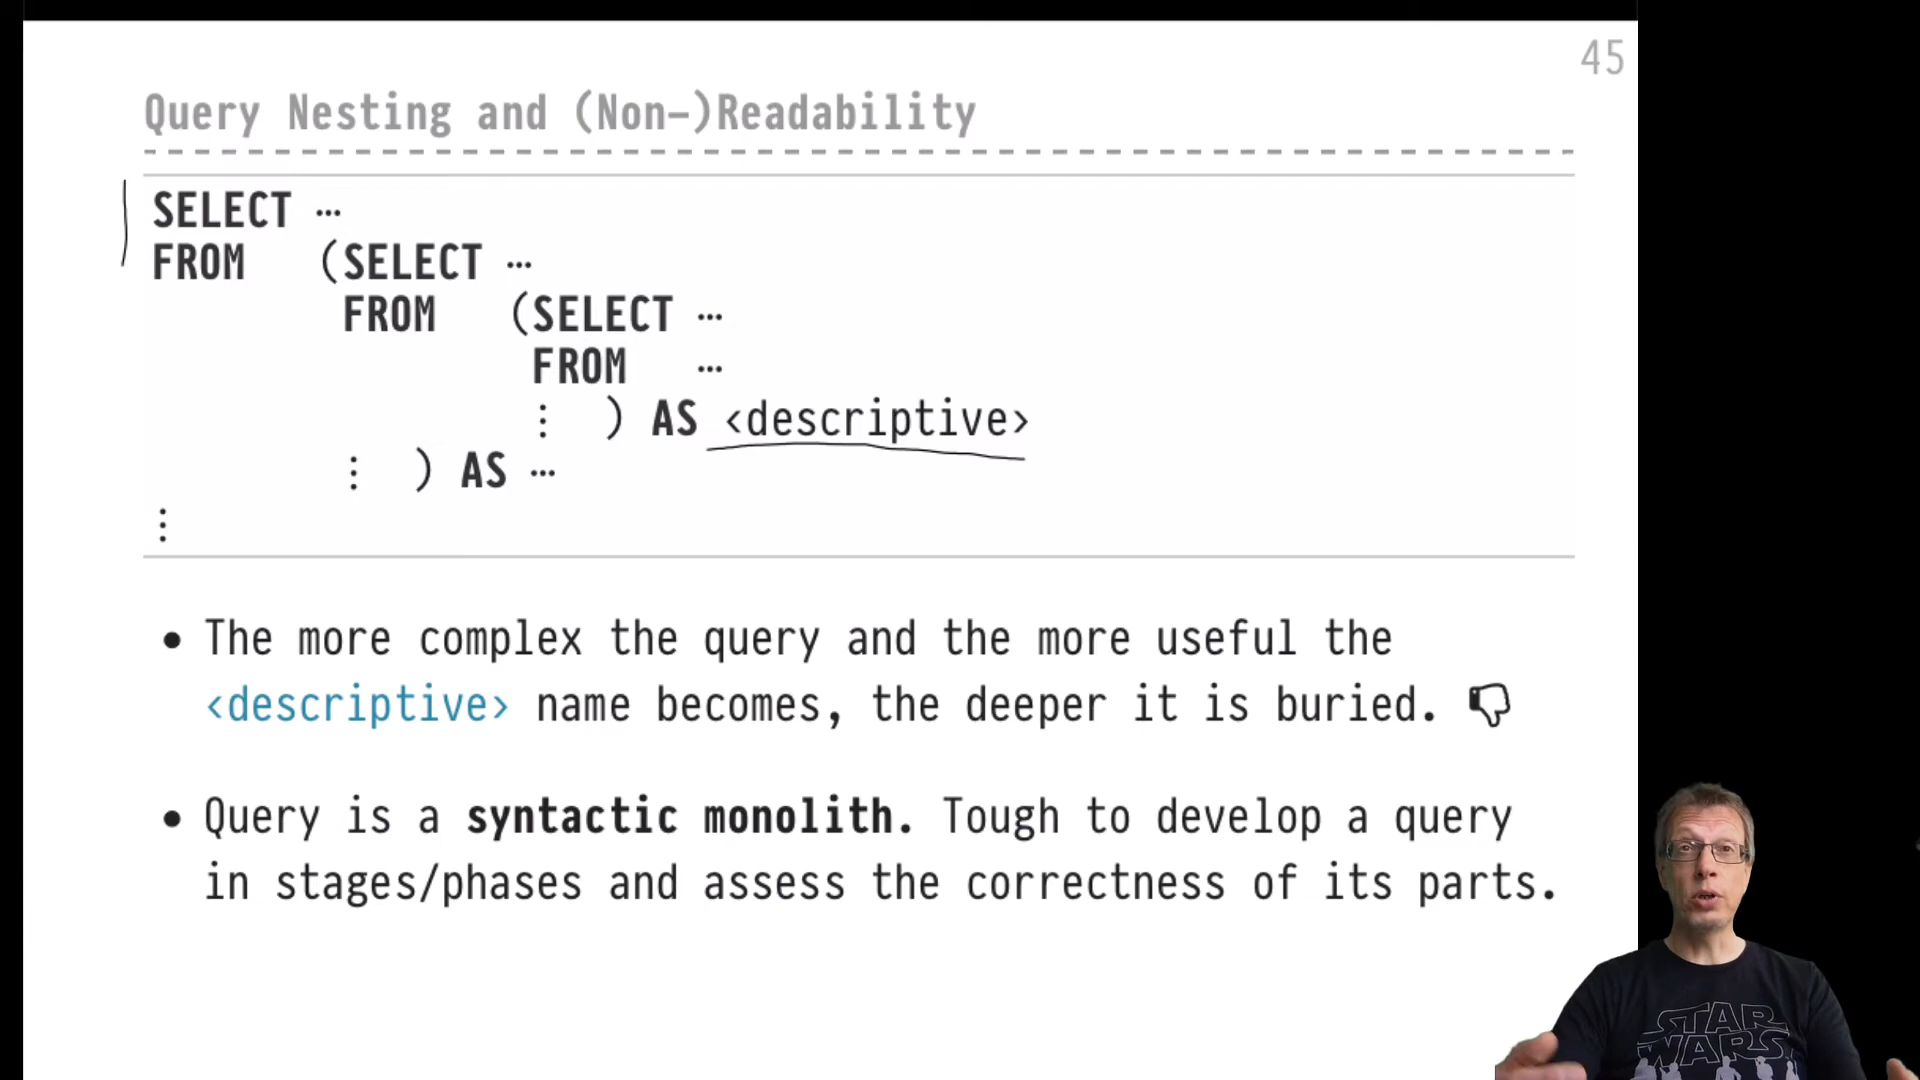 45
Query Nesting and (Non-)Readability
SELECT ⋯
FROM (SELECT ⋯
FROM (SELECT ⋯
FROM ⋯
⋮ ) AS <descriptive>
⋮ ) AS ⋯
⋮
• The more complex the query and the more useful the
<descriptive> name becomes, the deeper it is buried. 👎
• Query is a syntactic monolith. Tough to develop a query
in stages/phases and assess the correctness of its parts.
STAR
WARS